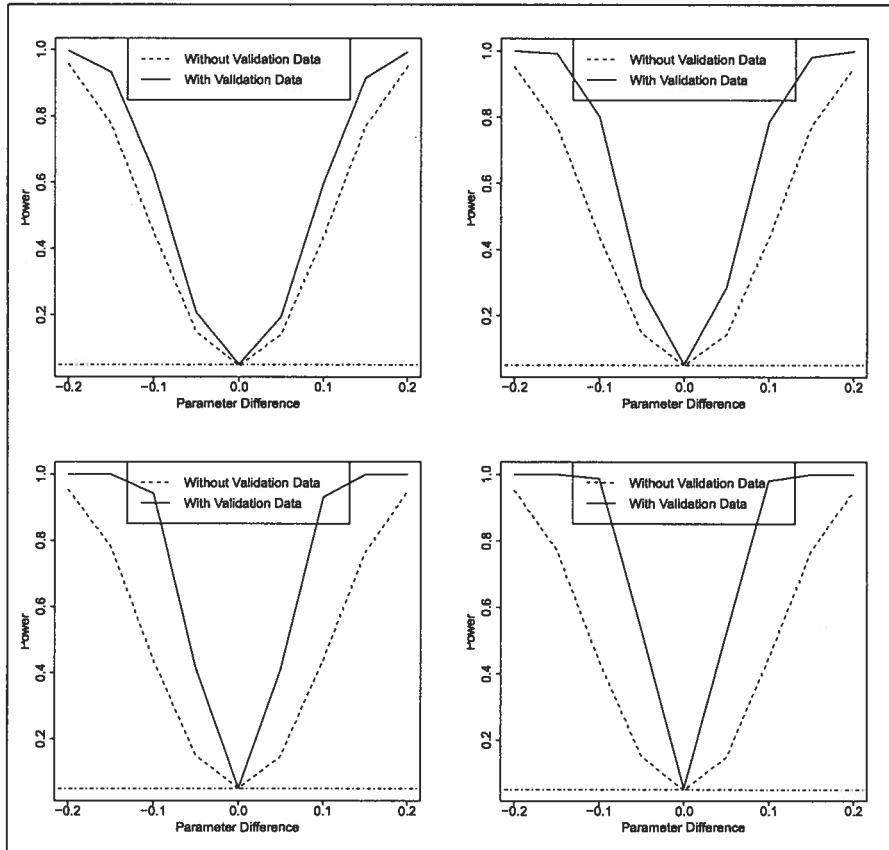 Without Validation Data
With Validation Data
Power
1.0
0.8
0.6
0.4
0.2
−0.2 −0.1 0.0 0.1 0.2
Parameter Difference
Without Validation Data
With Validation Data
Power
1.0
0.8
0.6
0.4
0.2
−0.2 −0.1 0.0 0.1 0.2
Parameter Difference
Without Validation Data
With Validation Data
Power
1.0
0.8
0.6
0.4
0.2
−0.2 −0.1 0.0 0.1 0.2
Parameter Difference
Without Validation Data
With Validation Data
Power
1.0
0.8
0.6
0.4
0.2
−0.2 −0.1 0.0 0.1 0.2
Parameter Difference